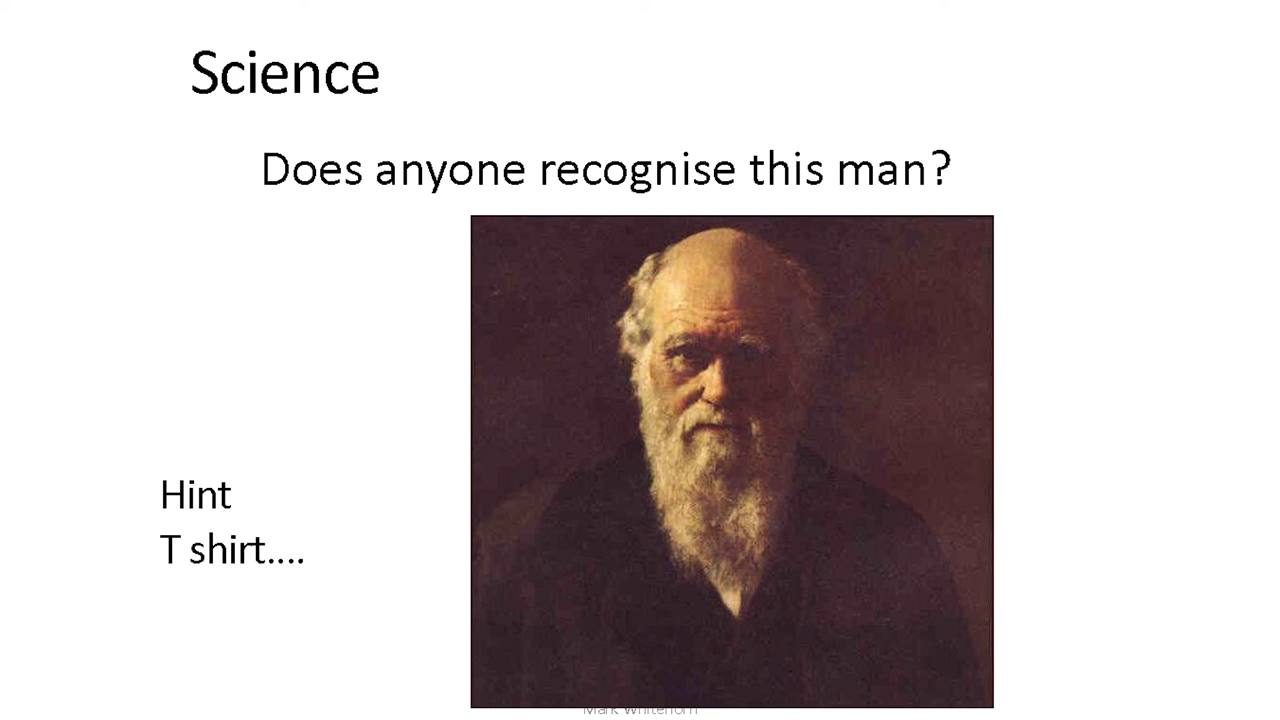 Science
Does anyone recognise this man?
Hint
T shirt....
Mark Whitehorn